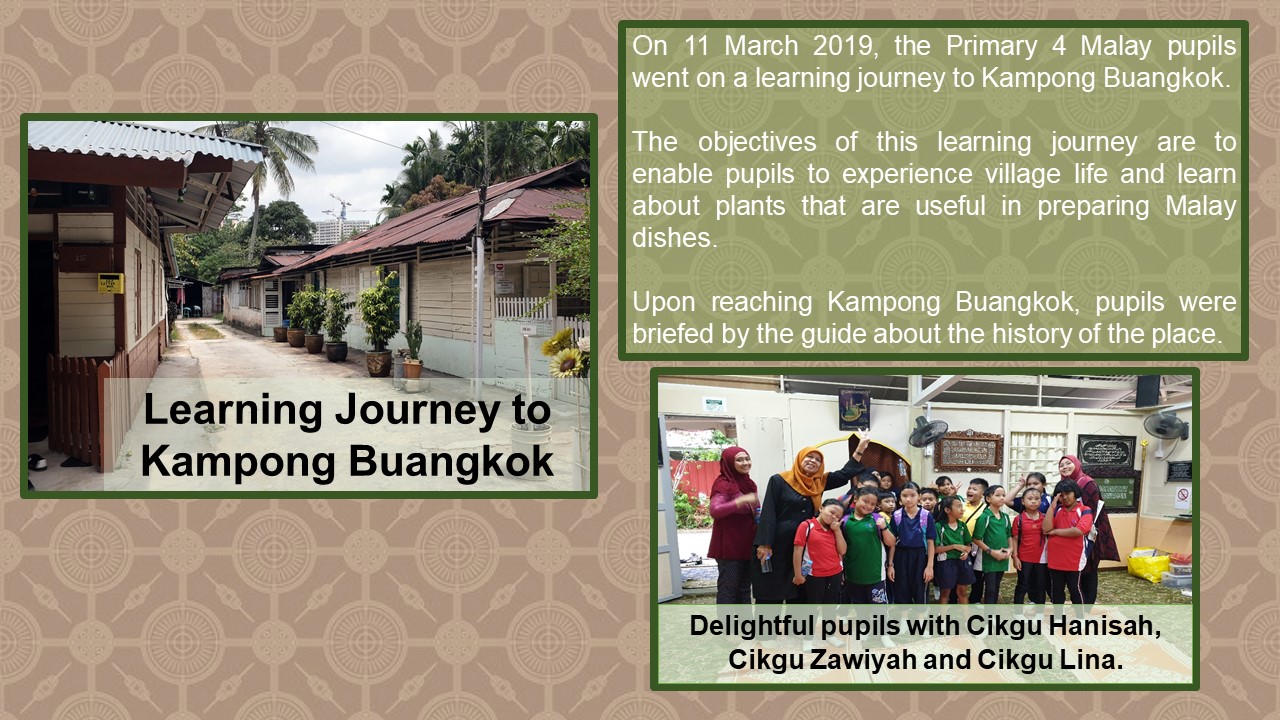 Learning Journey to
Kampong Buangkok
On 11 March 2019, the Primary 4 Malay pupils
went on a learning journey to Kampong Buangkok.
The objectives of this learning journey are to
enable pupils to experience village life and learn
about plants that are useful in preparing Malay
dishes.
Upon reaching Kampong Buangkok, pupils were
briefed by the guide about the history of the place.
Delightful pupils with Cikgu Hanisah,
Cikgu Zawiyah and Cikgu Lina.